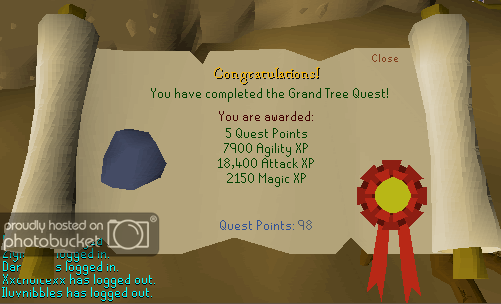 Close
Congratulations!
You have completed the Grand Tree Quest!
You are awarded:
5 Quest Points
7900 Agility XP
18,400 Attack XP
2150 Magic XP
Quest Points: 98
proudly hosted on
photobucket
logged in.
logged in.
has logged out.
Iluvnibbles has logged out.